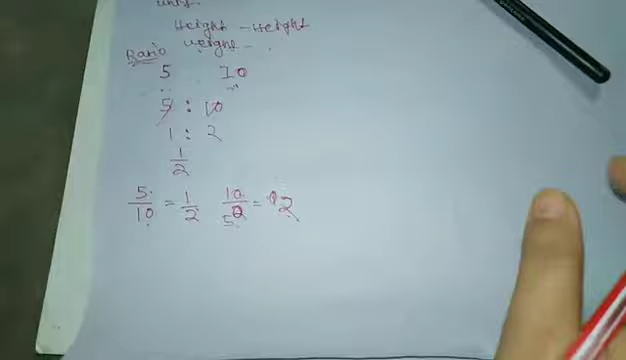 unit.
Height - Height
Ratio weight -
5 10
5 : 10
1 : 2
1/2
5/10 = 1/2 10/5 = 2